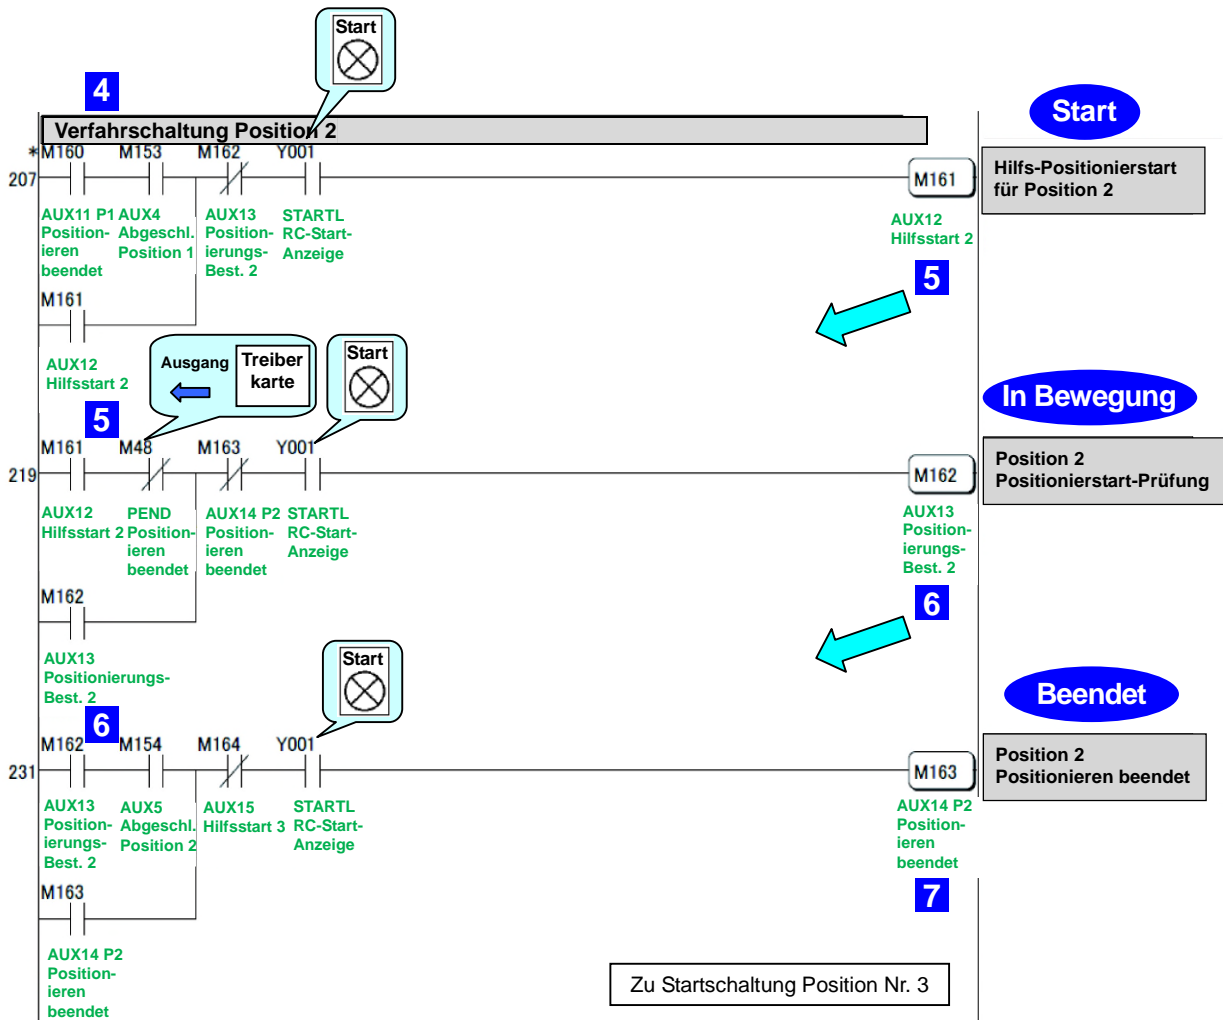 Start
4
Verfahrschaltung Position 2
Start
*M160 M153 M162 Y001
207
M161
Hilfs-Positionierstart
für Position 2
AUX11 P1 AUX4 AUX13 STARTL
Position- Abgeschl. Position- RC-Start-
ieren Position 1 ierungs- Anzeige
beendet Best. 2
AUX12
Hilfsstart 2
5
M161
AUX12
Hilfsstart 2
Ausgang
Treiber
karte
Start
In Bewegung
5
M161 M48 M163 Y001
219
M162
Position 2
Positionierstart-Prüfung
AUX12 PEND AUX14 P2 STARTL
Hilfsstart 2 Position- Position- RC-Start-
ieren ieren Anzeige
beendet beendet
AUX13
Position-
ierungs-
Best. 2
6
M162
AUX13
Positionierungs-
Best. 2
Start
Beendet
6
M162 M154 M164 Y001
231
M163
Position 2
Positionieren beendet
AUX13 AUX5 AUX15 STARTL
Position- Abgeschl. Hilfsstart 3 RC-Start-
ierungs- Position 2 Anzeige
Best. 2
AUX14 P2
Position-
ieren
beendet
7
M163
AUX14 P2
Position-
ieren
beendet
Zu Startschaltung Position Nr. 3